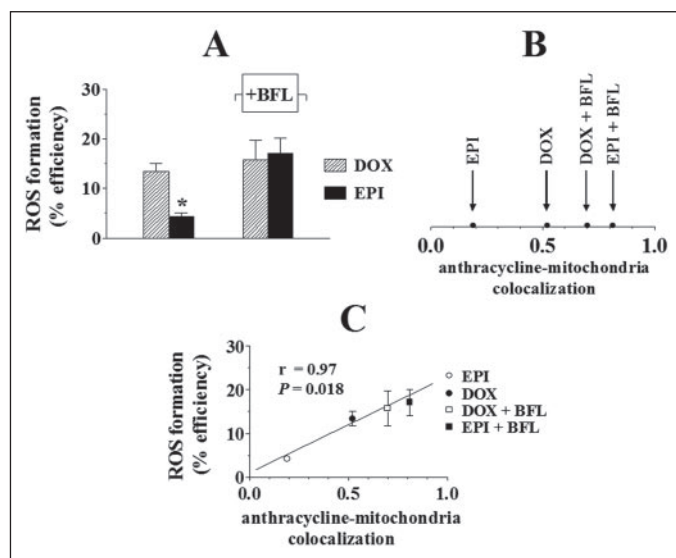 A
ROS formation
(% efficiency)
30
20
10
0
+BFL
*
DOX
EPI
B
EPI
DOX
DOX + BFL
EPI + BFL
0.0 0.5 1.0
anthracycline-mitochondria
colocalization
C
ROS formation
(% efficiency)
30
20
10
0
r = 0.97
P = 0.018
EPI
DOX
DOX + BFL
EPI + BFL
0.0 0.5 1.0
anthracycline-mitochondria
colocalization